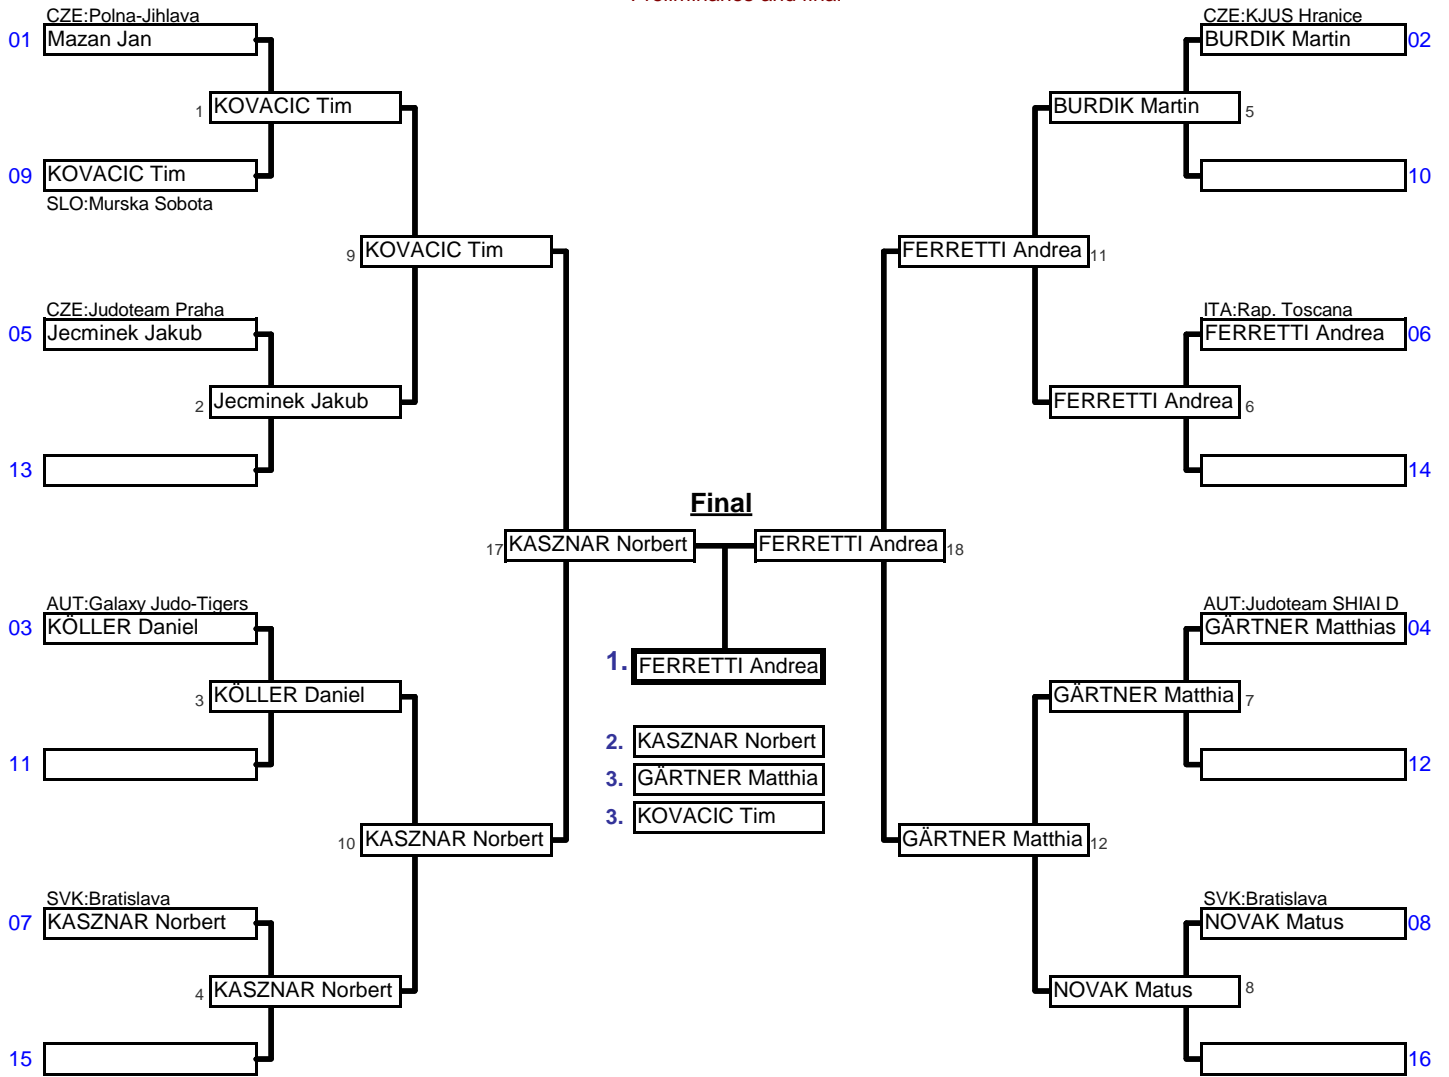 Preliminaries and final
CZE:Polna-Jihlava
01 Mazan Jan
1 KOVACIC Tim
09 KOVACIC Tim
SLO:Murska Sobota
9 KOVACIC Tim
CZE:Judoteam Praha
05 Jecminek Jakub
2 Jecminek Jakub
13
17 KASZNAR Norbert
AUT:Galaxy Judo-Tigers
03 KÖLLER Daniel
3 KÖLLER Daniel
11
10 KASZNAR Norbert
SVK:Bratislava
07 KASZNAR Norbert
4 KASZNAR Norbert
15
Final
1. FERRETTI Andrea
2. KASZNAR Norbert
3. GÄRTNER Matthia
3. KOVACIC Tim
CZE:KJUS Hranice
BURDIK Martin 02
BURDIK Martin 5
10
FERRETTI Andrea 11
ITA:Rap. Toscana
FERRETTI Andrea 06
FERRETTI Andrea 6
14
FERRETTI Andrea 18
AUT:Judoteam SHIAI D
GÄRTNER Matthias 04
GÄRTNER Matthia 7
12
GÄRTNER Matthia 12
SVK:Bratislava
NOVAK Matus 08
NOVAK Matus 8
16